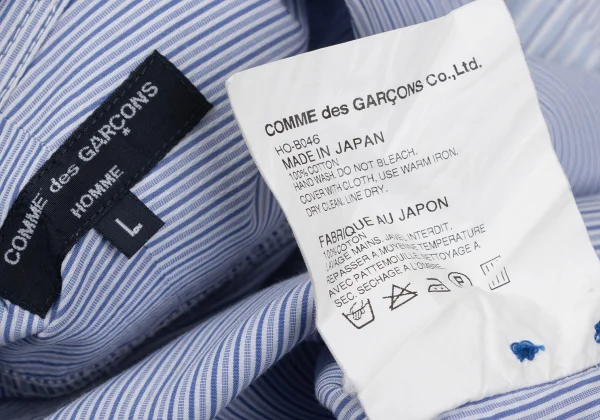 COMME des GARÇONS
HOMME
L
COMME des GARÇONS Co.,Ltd.
HO-B046
MADE IN JAPAN
100% COTTON
HAND WASH. DO NOT BLEACH.
COVER WITH CLOTH, USE WARM IRON.
DRY CLEAN. LINE DRY.
FABRIQUE AU JAPON
100% COTON
LAVAGE MAINS. JAVEL INTERDIT.
REPASSER A MOYENNE TEMPERATURE
AVEC PATTEMOUILLE. NETTOYAGE A
SEC. SECHAGE A L'OMBRE.